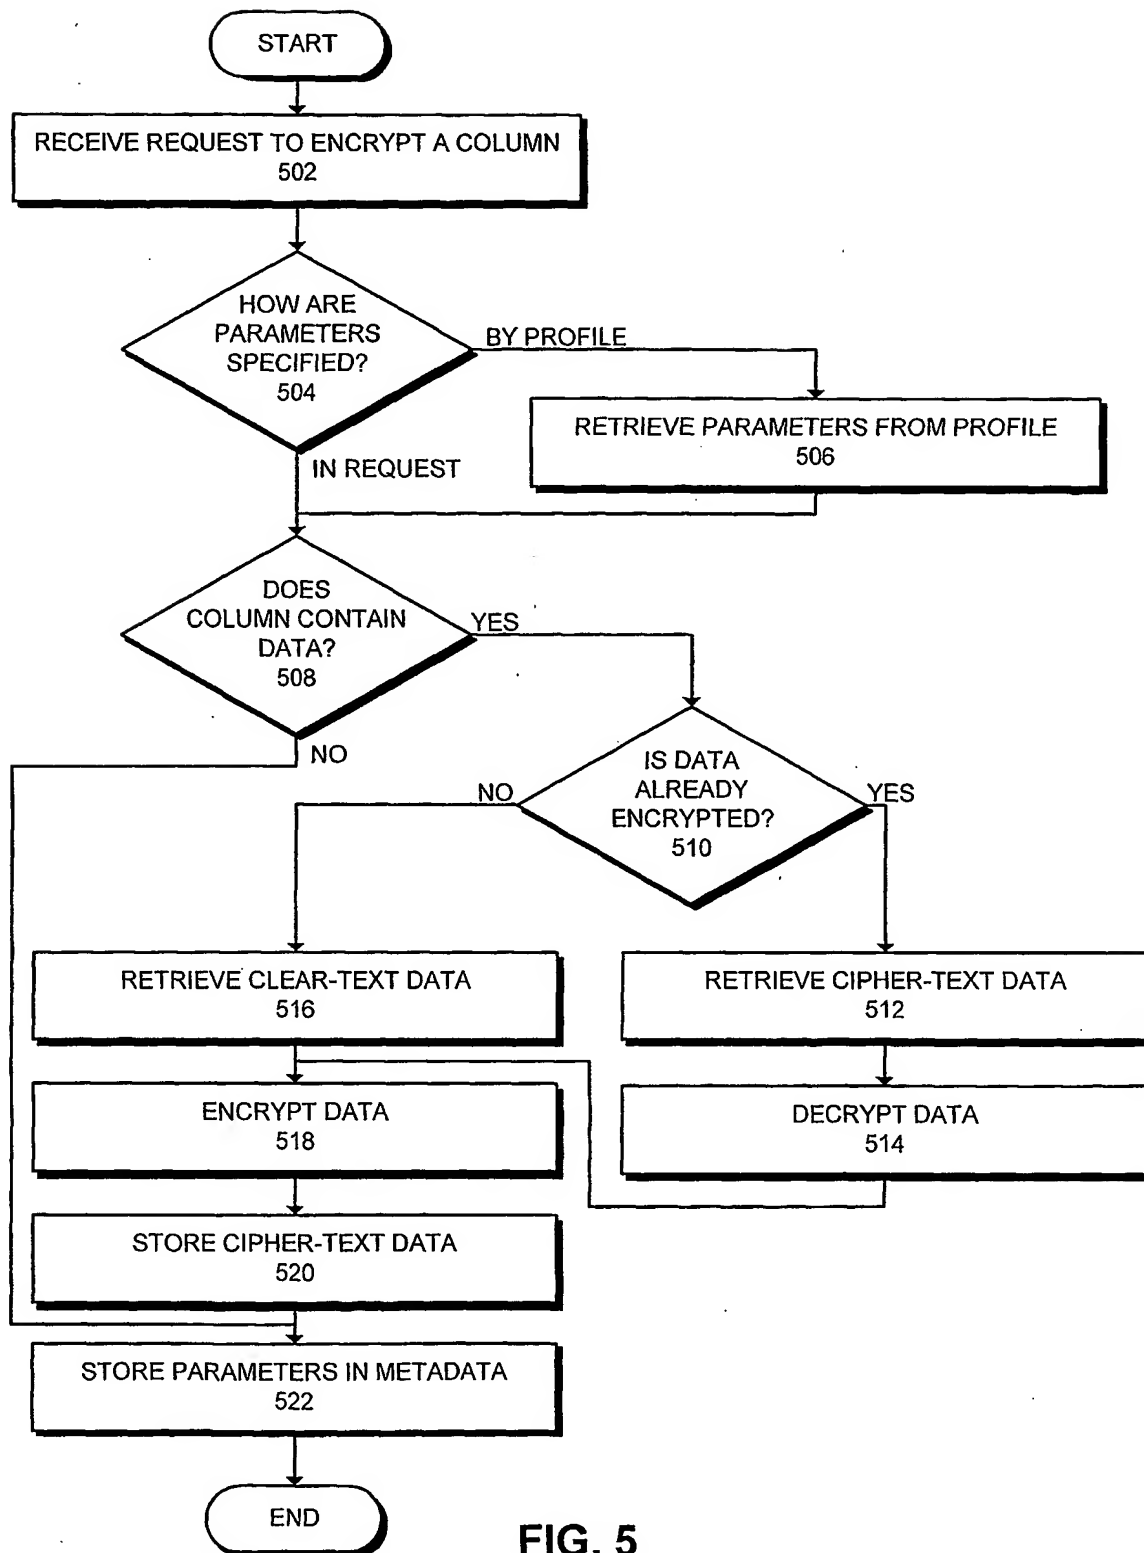 START
RECEIVE REQUEST TO ENCRYPT A COLUMN
502
HOW ARE
PARAMETERS
SPECIFIED?
504
BY PROFILE
RETRIEVE PARAMETERS FROM PROFILE
506
IN REQUEST
DOES
COLUMN CONTAIN
DATA?
508
YES
NO
IS DATA
ALREADY
ENCRYPTED?
510
NO
YES
RETRIEVE CLEAR-TEXT DATA
516
RETRIEVE CIPHER-TEXT DATA
512
ENCRYPT DATA
518
DECRYPT DATA
514
STORE CIPHER-TEXT DATA
520
STORE PARAMETERS IN METADATA
522
END
FIG. 5